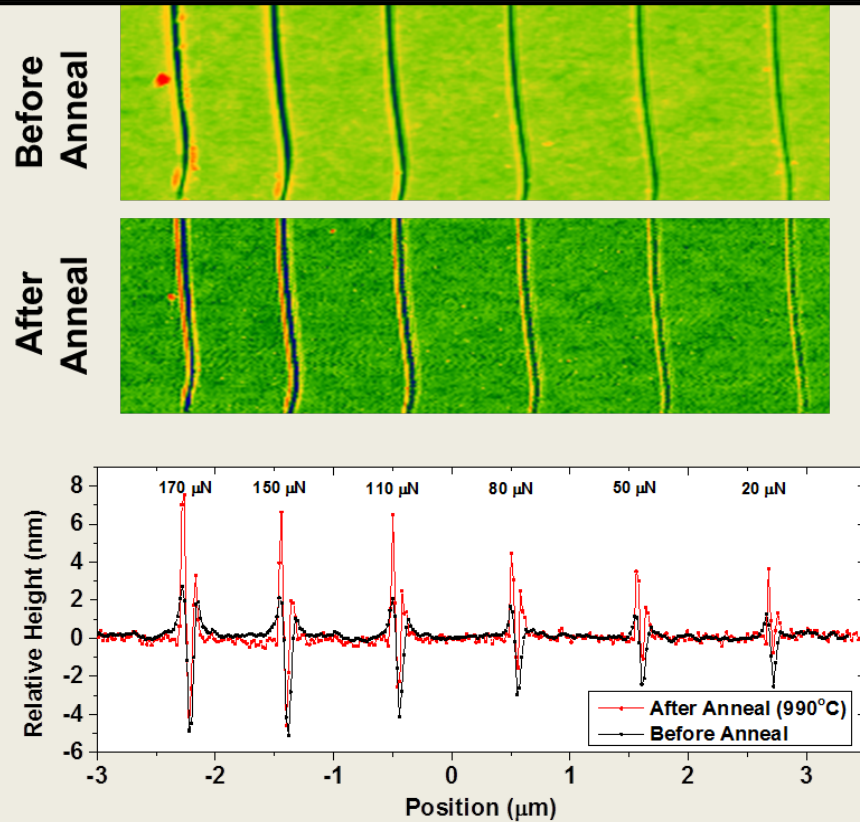 Before
Anneal
After
Anneal
170 μN 150 μN 110 μN 80 μN 50 μN 20 μN
8
6
4
2
0
-2
-4
-6
Relative Height (nm)
After Anneal (990°C)
Before Anneal
-3 -2 -1 0 1 2 3
Position (μm)